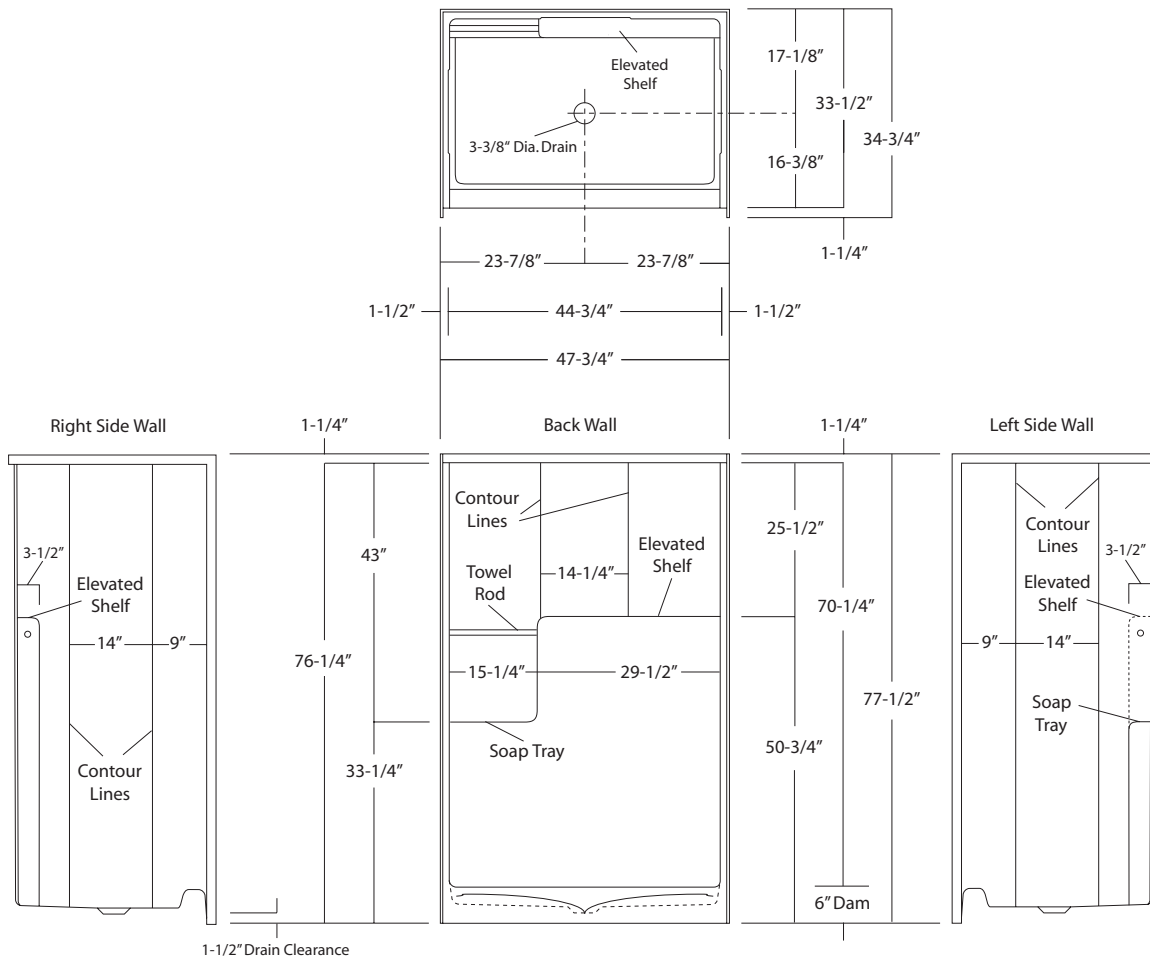 17-1/8”
Elevated
Shelf
33-1/2”
34-3/4”
3-3/8“ Dia. Drain
16-3/8”
1-1/4”
23-7/8”
23-7/8”
1-1/2”
44-3/4”
1-1/2”
47-3/4”
Right Side Wall
1-1/4”
Back Wall
1-1/4”
Left Side Wall
3-1/2”
Elevated
Shelf
14”
9”
Contour
Lines
43”
76-1/4”
33-1/4”
1-1/2” Drain Clearance
Contour
Lines
Towel
Rod
14-1/4”
Elevated
Shelf
15-1/4”
29-1/2”
Soap Tray
25-1/2”
70-1/4”
77-1/2”
50-3/4”
6” Dam
Contour
Lines
3-1/2”
Elevated
Shelf
9”
14”
Soap
Tray